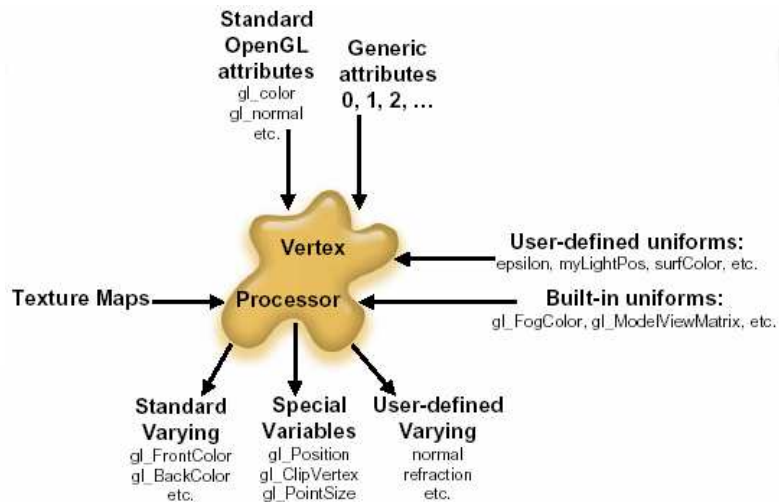 Standard
OpenGL
attributes
gl_color
gl_normal
etc.
Generic
attributes
0, 1, 2, ...
Vertex
Processor
User-defined uniforms:
epsilon, myLightPos, surfColor, etc.
Texture Maps
Built-in uniforms:
gl_FogColor, gl_ModelViewMatrix, etc.
Standard
Varying
gl_FrontColor
gl_BackColor
etc.
Special
Variables
gl_Position
gl_ClipVertex
gl_PointSize
User-defined
Varying
normal
refraction
etc.